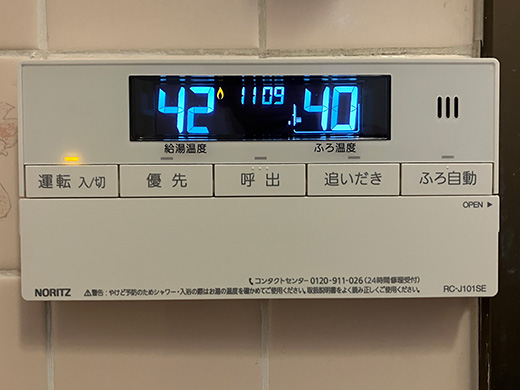 42 11 09 40
給湯温度 ふろ温度
運転 入/切 優先 呼出 追いだき ふろ自動
OPEN ▶
コンタクトセンター 0120-911-026 (24時間修理受付)
NORITZ ⚠警告:やけど予防のためシャワー・入浴の際はお湯の温度を確かめてご使用ください。取扱説明書をよく読み正しくご使用ください。 RC-J101SE